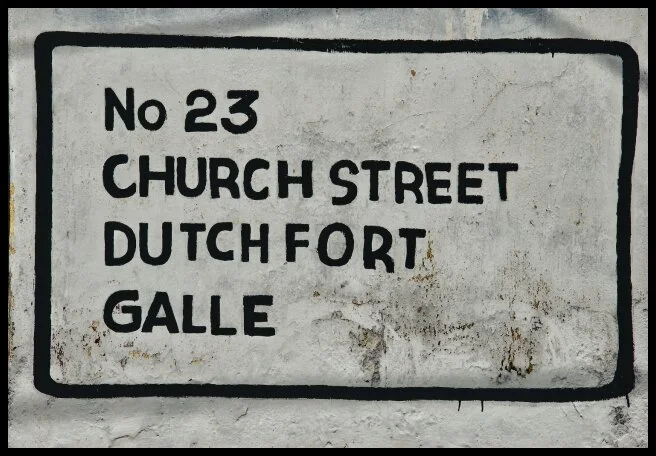 No 23
CHURCH STREET
DUTCH FORT
GALLE